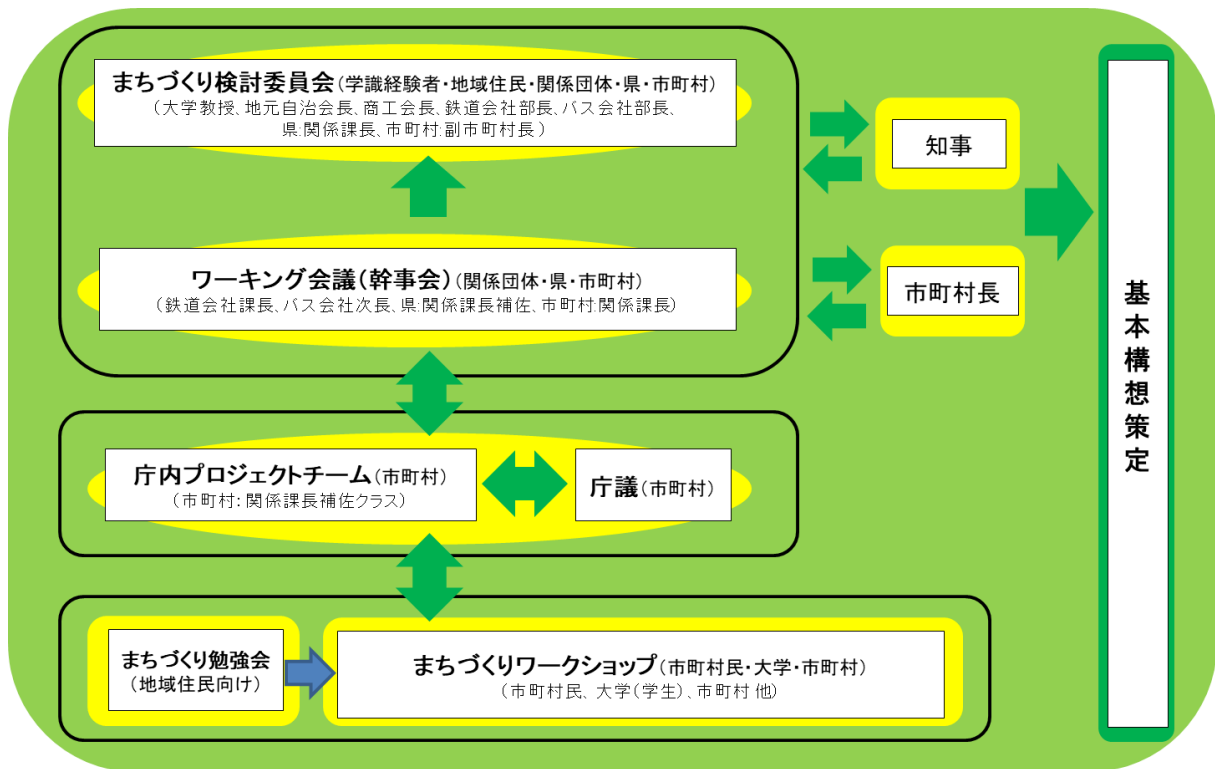 まちづくり検討委員会(学識経験者・地域住民・関係団体・県・市町村)
(大学教授、地元自治会長、商工会長、鉄道会社部長、バス会社部長、
県:関係課長、市町村:副市町村長)
知事
ワーキング会議(幹事会)(関係団体・県・市町村)
(鉄道会社課長、バス会社次長、県:関係課長補佐、市町村:関係課長)
市町村長
基本構想策定
庁内プロジェクトチーム(市町村)
(市町村:関係課長補佐クラス)
庁議(市町村)
まちづくり勉強会
(地域住民向け)
まちづくりワークショップ(市町村民・大学・市町村)
(市町村民、大学(学生)、市町村 他)